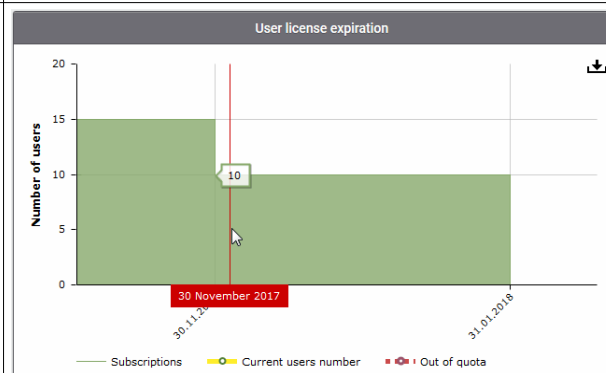 User license expiration
20
15
10
5
0
Number of users
10
30 November 2017
30.11.2
31.01.2018
Subscriptions
Current users number
Out of quota